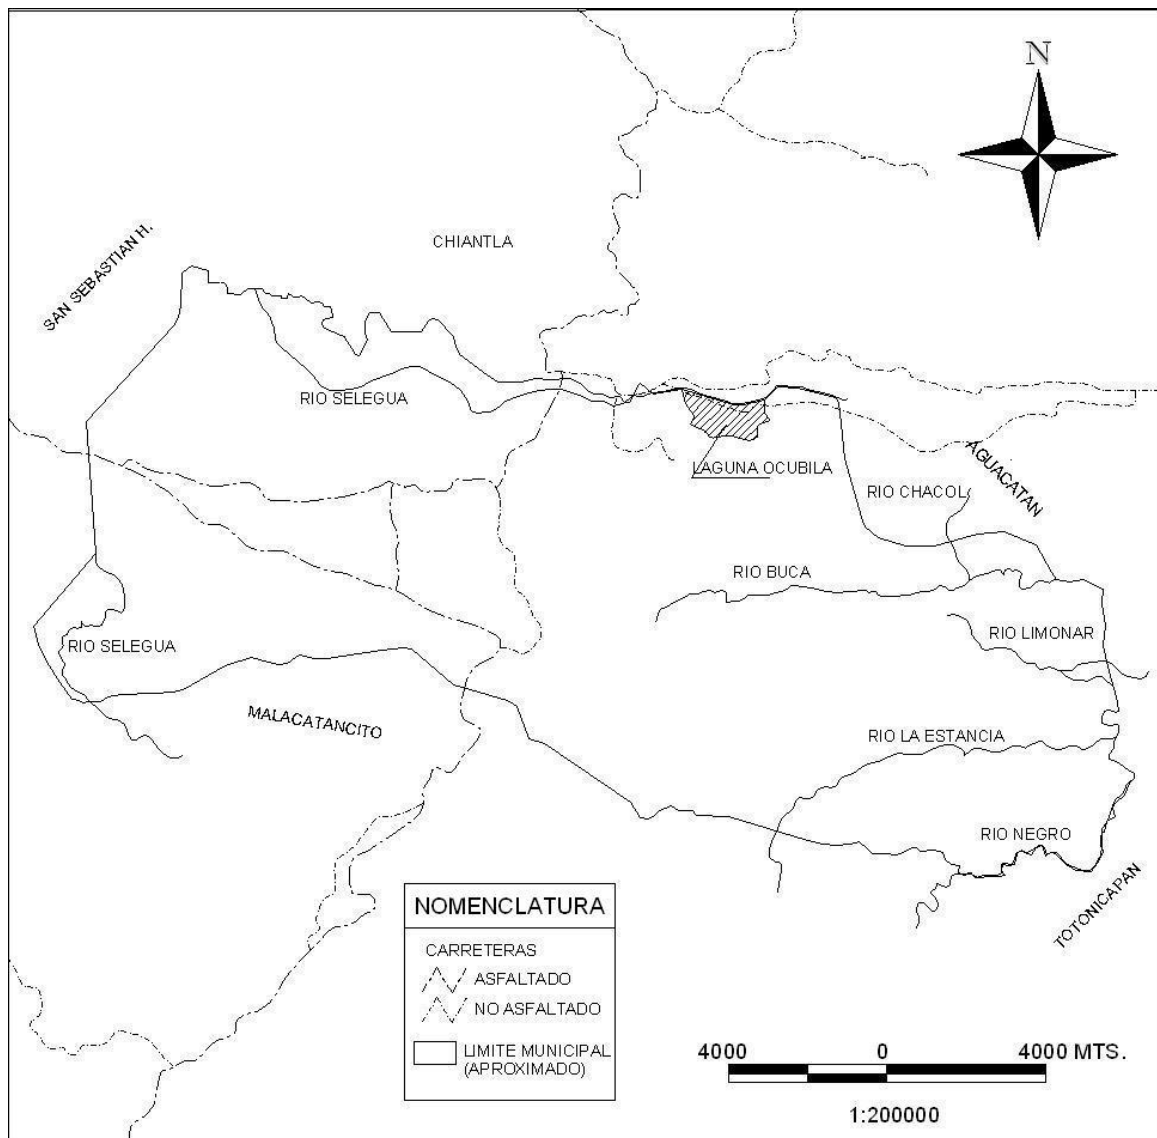 N
CHIANTLA
SAN SEBASTIAN H.
RIO SELEGUA
LAGUNA OCUBILA
AGUACATAN
RIO CHACOL
RIO BUCA
RIO LIMONAR
RIO SELEGUA
MALACATANCITO
RIO LA ESTANCIA
RIO NEGRO
TOTONICAPAN
NOMENCLATURA
CARRETERAS
ASFALTADO
NO ASFALTADO
LIMITE MUNICIPAL
(APROXIMADO)
4000 0 4000 MTS.
1:200000